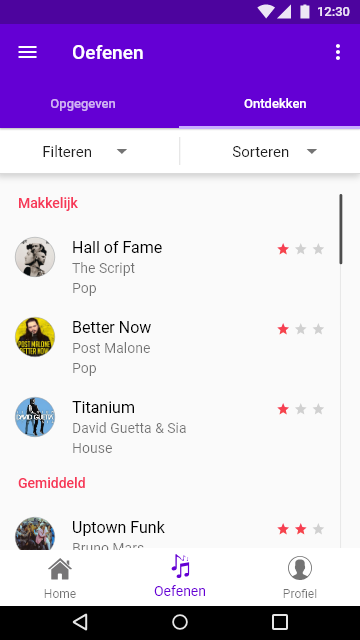 12:30
Oefenen
Opgegeven
Ontdekken
Filteren
Sorteren
Makkelijk
Hall of Fame
The Script
Pop
POST MALONE
BETTER NOW
Better Now
Post Malone
Pop
DAVID GUETTA
Titanium
David Guetta & Sia
House
Gemiddeld
Uptown Funk
Bruno Mars
Home
Oefenen
Profiel